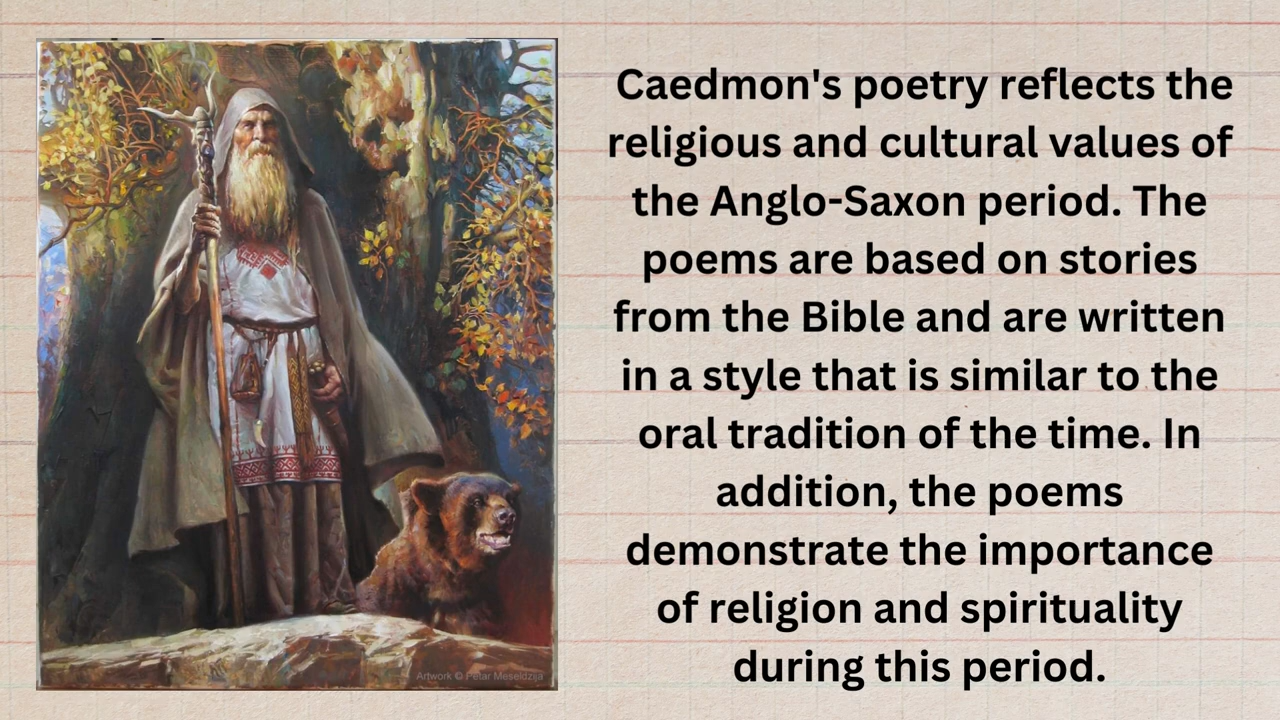 Caedmon's poetry reflects the
religious and cultural values of
the Anglo-Saxon period. The
poems are based on stories
from the Bible and are written
in a style that is similar to the
oral tradition of the time. In
addition, the poems
demonstrate the importance
of religion and spirituality
during this period.
Artwork © Petar Meseldzija